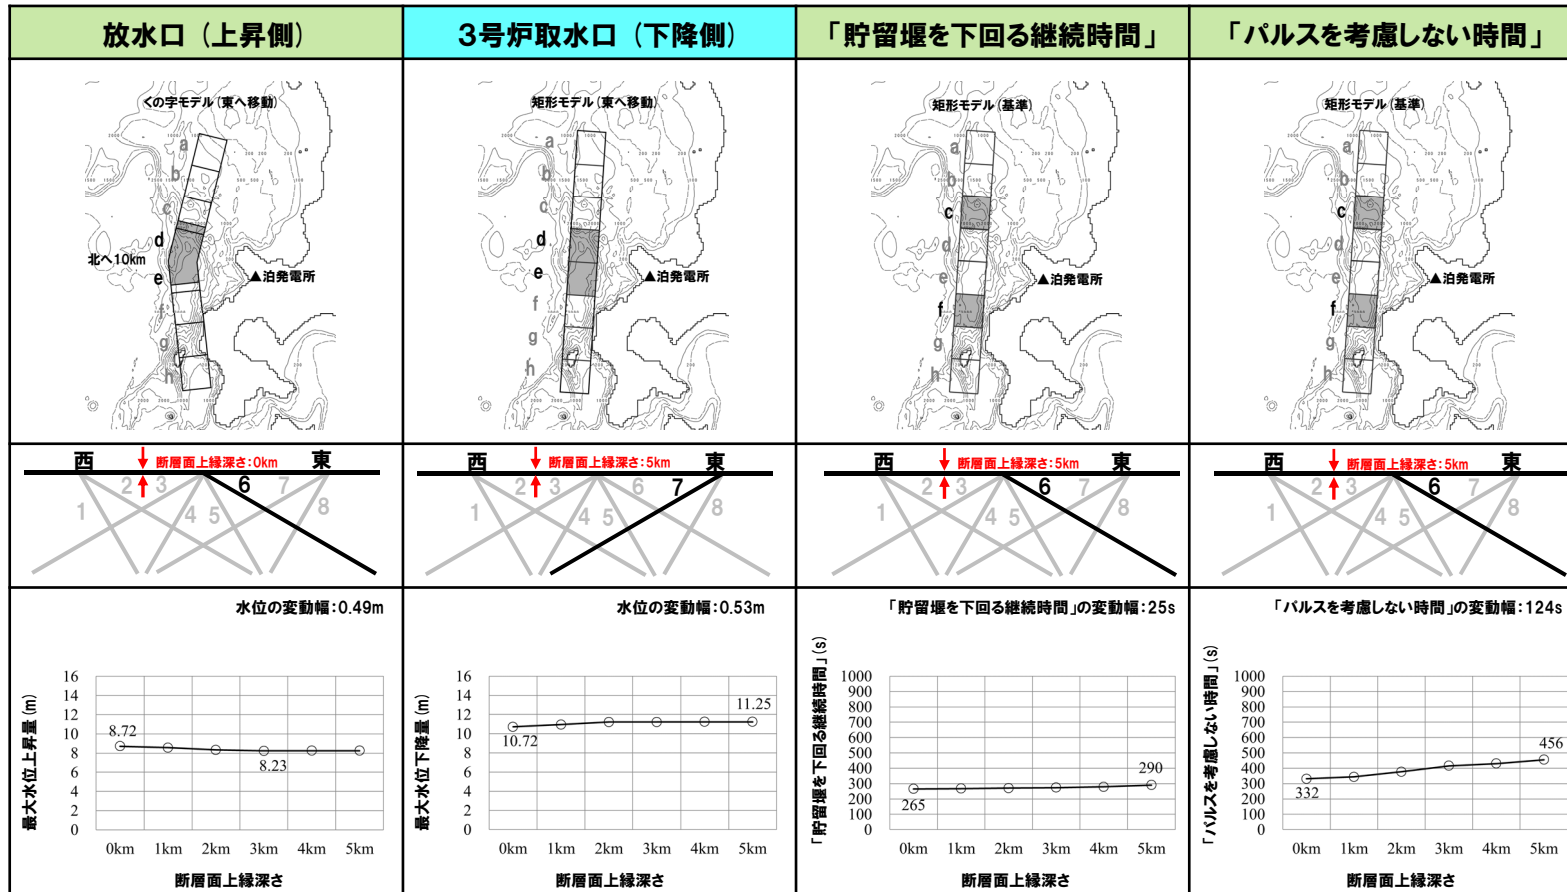 放水口（上昇側）
3号炉取水口（下降側）
「貯留堰を下回る継続時間」
「パルスを考慮しない時間」
くの字モデル(東へ移動)
a
b
c
d
北へ10km
e
▲泊発電所
f
g
h
矩形モデル(東へ移動)
a
b
c
d
e
▲泊発電所
f
g
h
矩形モデル(基準)
a
b
c
d
e
▲泊発電所
f
g
h
矩形モデル(基準)
a
b
c
d
e
▲泊発電所
f
g
h
西
断層面上縁深さ:0km
東
1 2 3 4 5 6 7 8
西
断層面上縁深さ:5km
東
1 2 3 4 5 6 7 8
西
断層面上縁深さ:5km
東
1 2 3 4 5 6 7 8
西
断層面上縁深さ:5km
東
1 2 3 4 5 6 7 8
水位の変動幅:0.49m
最大水位上昇量(m)
16
14
12
10
8
6
4
2
0
8.72
8.23
0km 1km 2km 3km 4km 5km
断層面上縁深さ
水位の変動幅:0.53m
最大水位下降量(m)
16
14
12
10
8
6
4
2
0
10.72
11.25
0km 1km 2km 3km 4km 5km
断層面上縁深さ
「貯留堰を下回る継続時間」の変動幅:25s
「貯留堰を下回る継続時間」(s)
1000
900
800
700
600
500
400
300
200
100
0
265
290
0km 1km 2km 3km 4km 5km
断層面上縁深さ
「パルスを考慮しない時間」の変動幅:124s
「パルスを考慮しない時間」(s)
1000
900
800
700
600
500
400
300
200
100
0
332
456
0km 1km 2km 3km 4km 5km
断層面上縁深さ